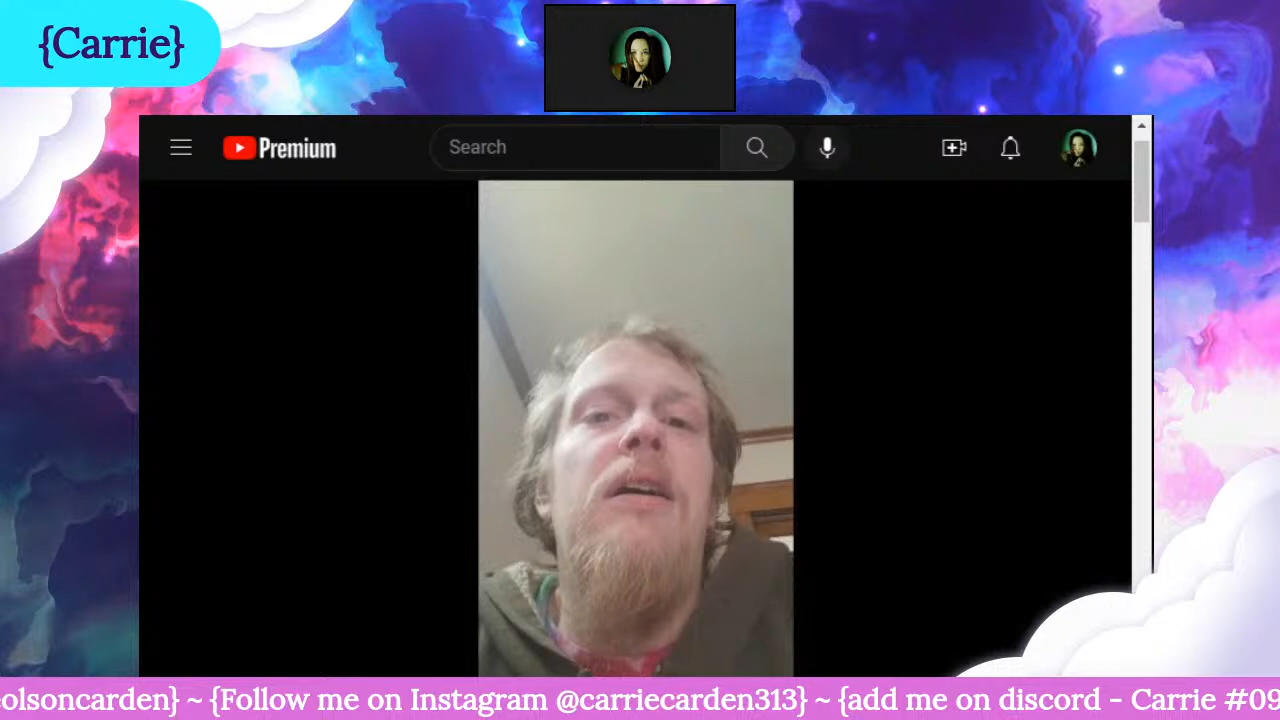 {Carrie}
Premium
Search
olsoncarden} ~ {Follow me on Instagram @carriecarden313} ~ {add me on discord - Carrie #09